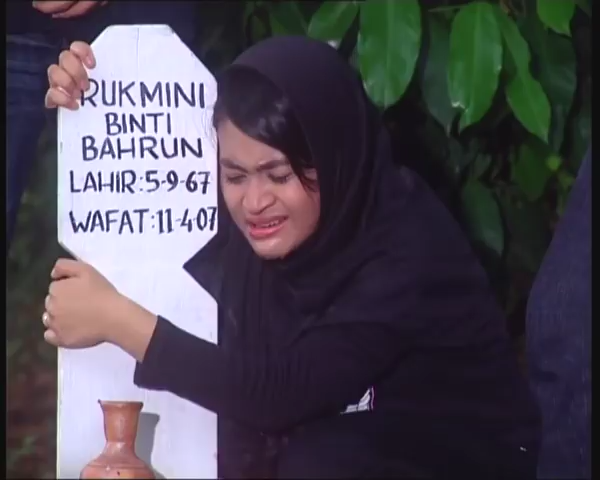 RUKMINI
BINTI
BAHRUN
LAHIR:5-9-67
WAFAT:11-4-07